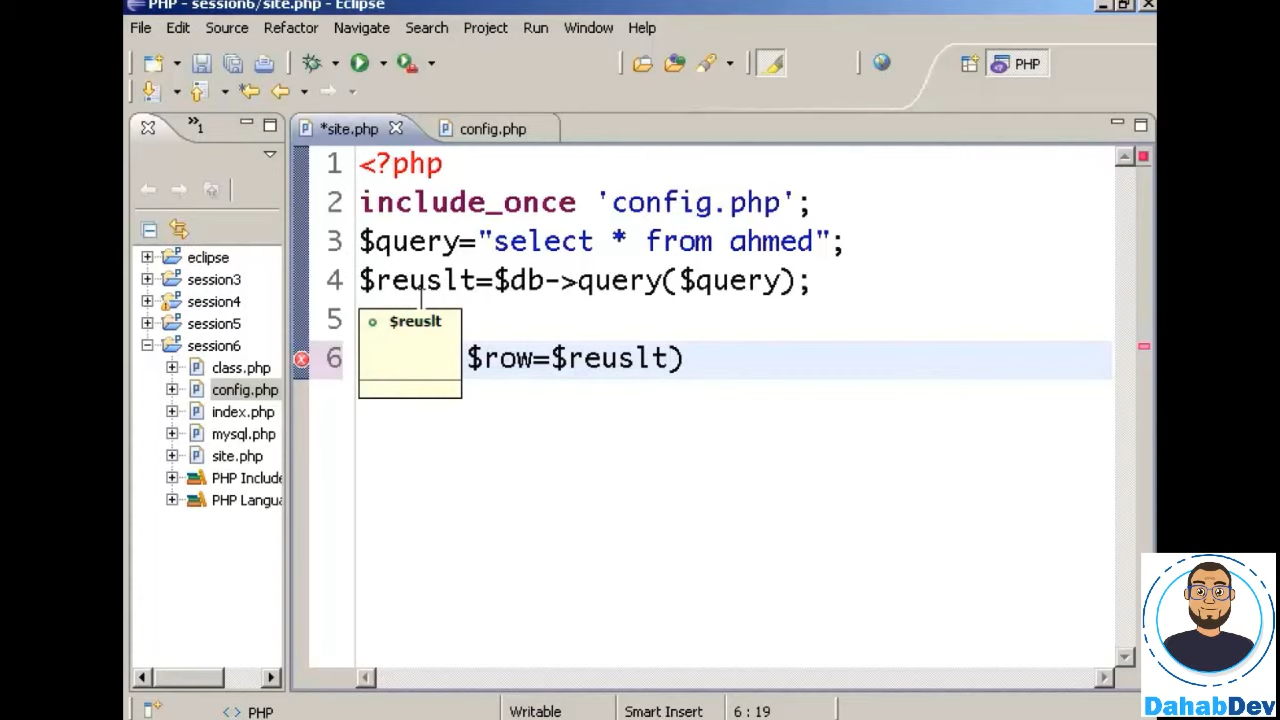 PHP - session6/site.php - Eclipse
File Edit Source Refactor Navigate Search Project Run Window Help
PHP
1
*site.php
config.php
eclipse
session3
session4
session5
session6
class.php
config.php
index.php
mysql.php
site.php
PHP Include
PHP Langua
1 <?php
2 include_once 'config.php';
3 $query="select * from ahmed";
4 $reuslt=$db->query($query);
5
$reuslt
6 $row=$reuslt)
<> PHP
Writable
Smart Insert
6 : 19
DahabDev